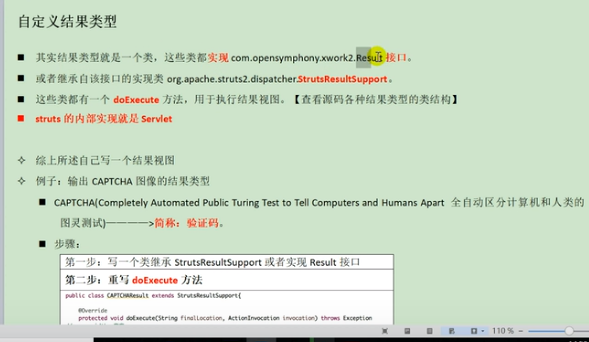 自定义结果类型
其实结果类型就是一个类，这些类都实现 com.opensymphony.xwork2.Result 接口。
或者继承自该接口的实现类 org.apache.struts2.dispatcher.StrutsResultSupport。
这些类都有一个 doExecute 方法，用于执行结果视图。【查看源码各种结果类型的类结构】
struts 的内部实现就是 Servlet
综上所述自己写一个结果视图
例子：输出 CAPTCHA 图像的结果类型
CAPTCHA(Completely Automated Public Turing Test to Tell Computers and Humans Apart 全自动区分计算机和人类的
图灵测试)————>简称：验证码。
步骤：
第一步：写一个类继承 StrutsResultSupport 或者实现 Result 接口
第二步：重写 doExecute 方法
public class CAPTCHAResult extends StrutsResultSupport{
@Override
protected void doExecute(String finalLocation, ActionInvocation invocation) throws Exception
110 %